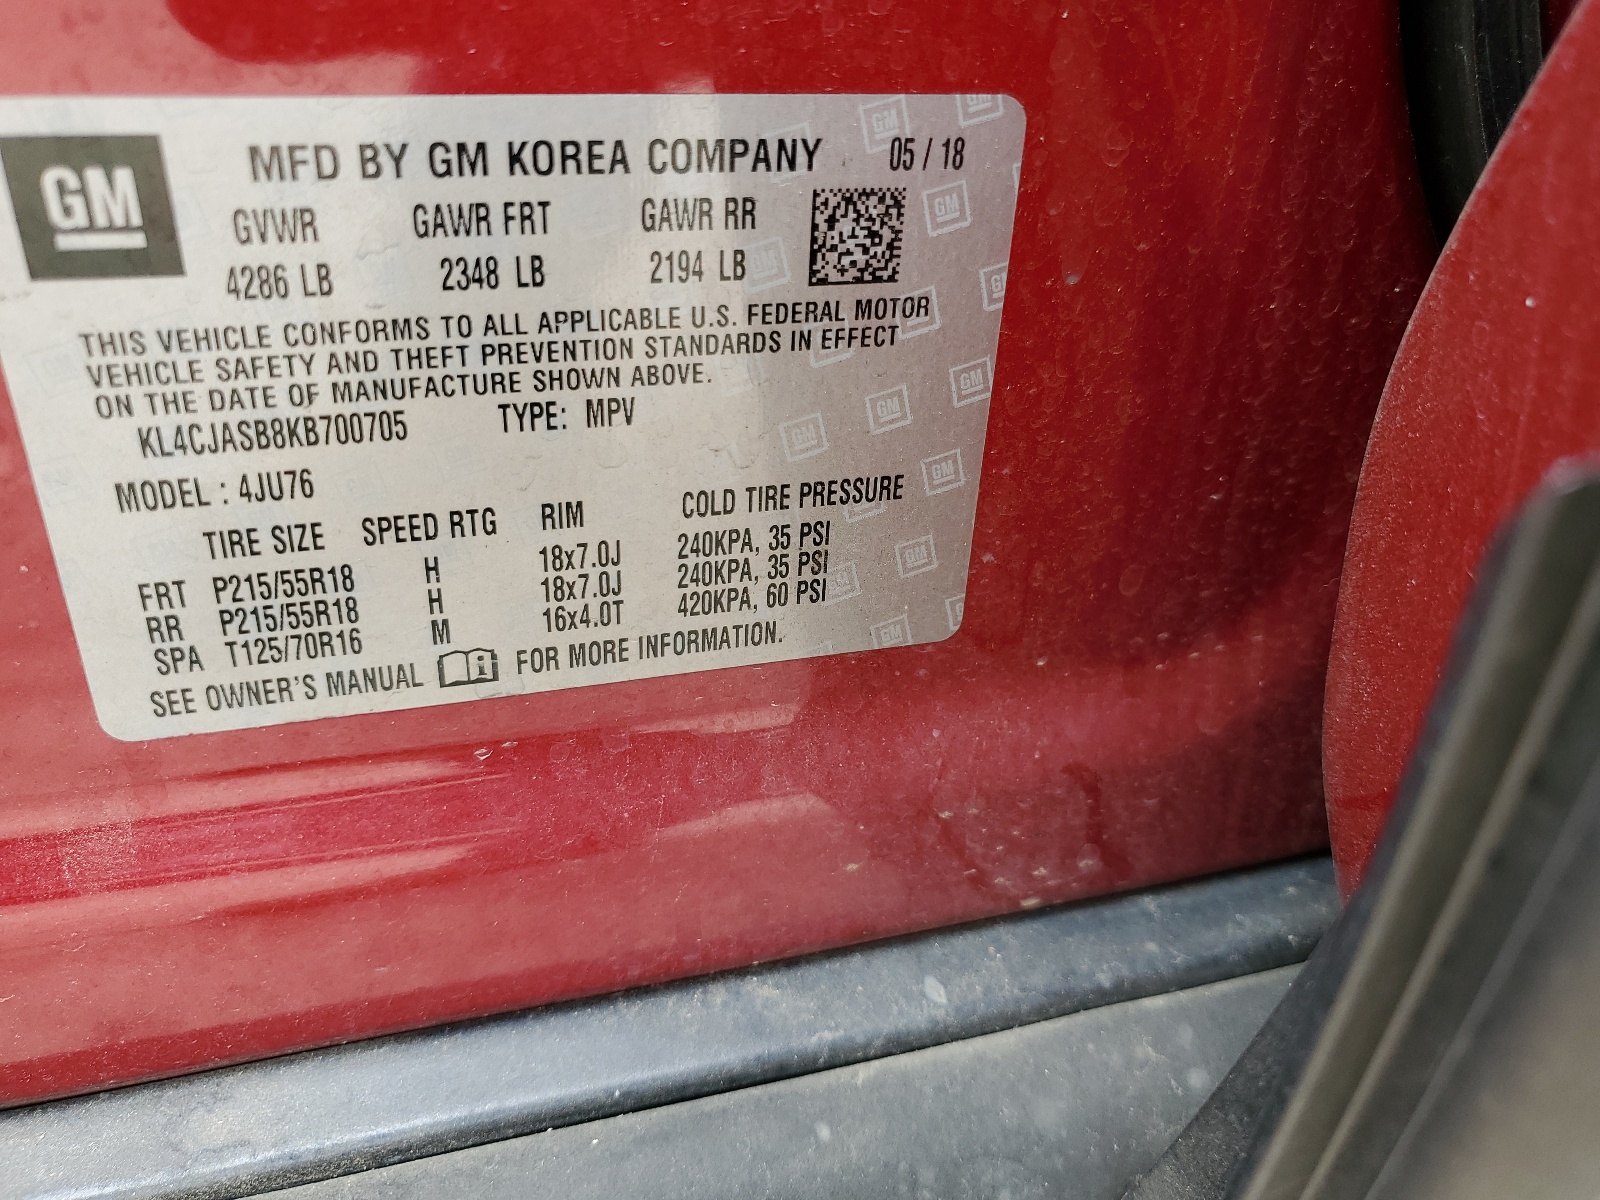 GM
MFD BY GM KOREA COMPANY 05 / 18
GVWR GAWR FRT GAWR RR
4286 LB 2348 LB 2194 LB
THIS VEHICLE CONFORMS TO ALL APPLICABLE U.S. FEDERAL MOTOR
VEHICLE SAFETY AND THEFT PREVENTION STANDARDS IN EFFECT
ON THE DATE OF MANUFACTURE SHOWN ABOVE.
KL4CJASB8KB700705 TYPE: MPV
MODEL : 4JU76
TIRE SIZE SPEED RTG RIM COLD TIRE PRESSURE
FRT P215/55R18 H 18x7.0J 240KPA, 35 PSI
RR P215/55R18 H 18x7.0J 240KPA, 35 PSI
SPA T125/70R16 M 16x4.0T 420KPA, 60 PSI
SEE OWNER'S MANUAL FOR MORE INFORMATION.